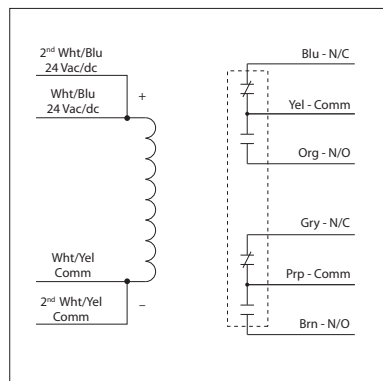 2nd Wht/Blu
24 Vac/dc
Wht/Blu
24 Vac/dc
+
Wht/Yel
Comm
2nd Wht/Yel
Comm
–
Blu - N/C
Yel - Comm
Org - N/O
Gry - N/C
Prp - Comm
Brn - N/O